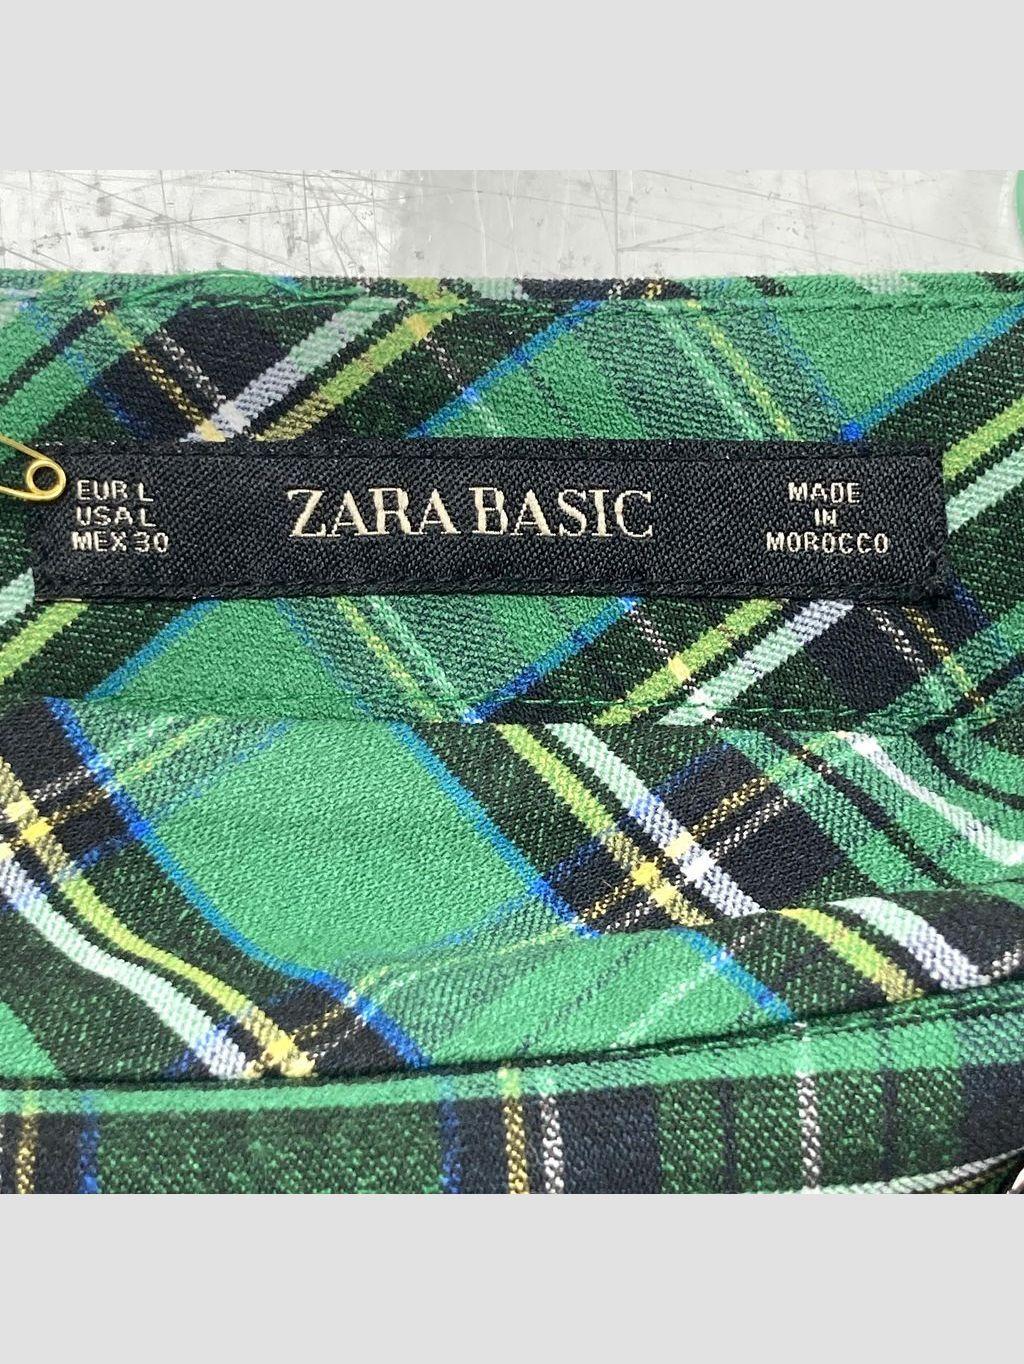 EUR L
USA L
MEX 30
ZARA BASIC
MADE
IN
MOROCCO